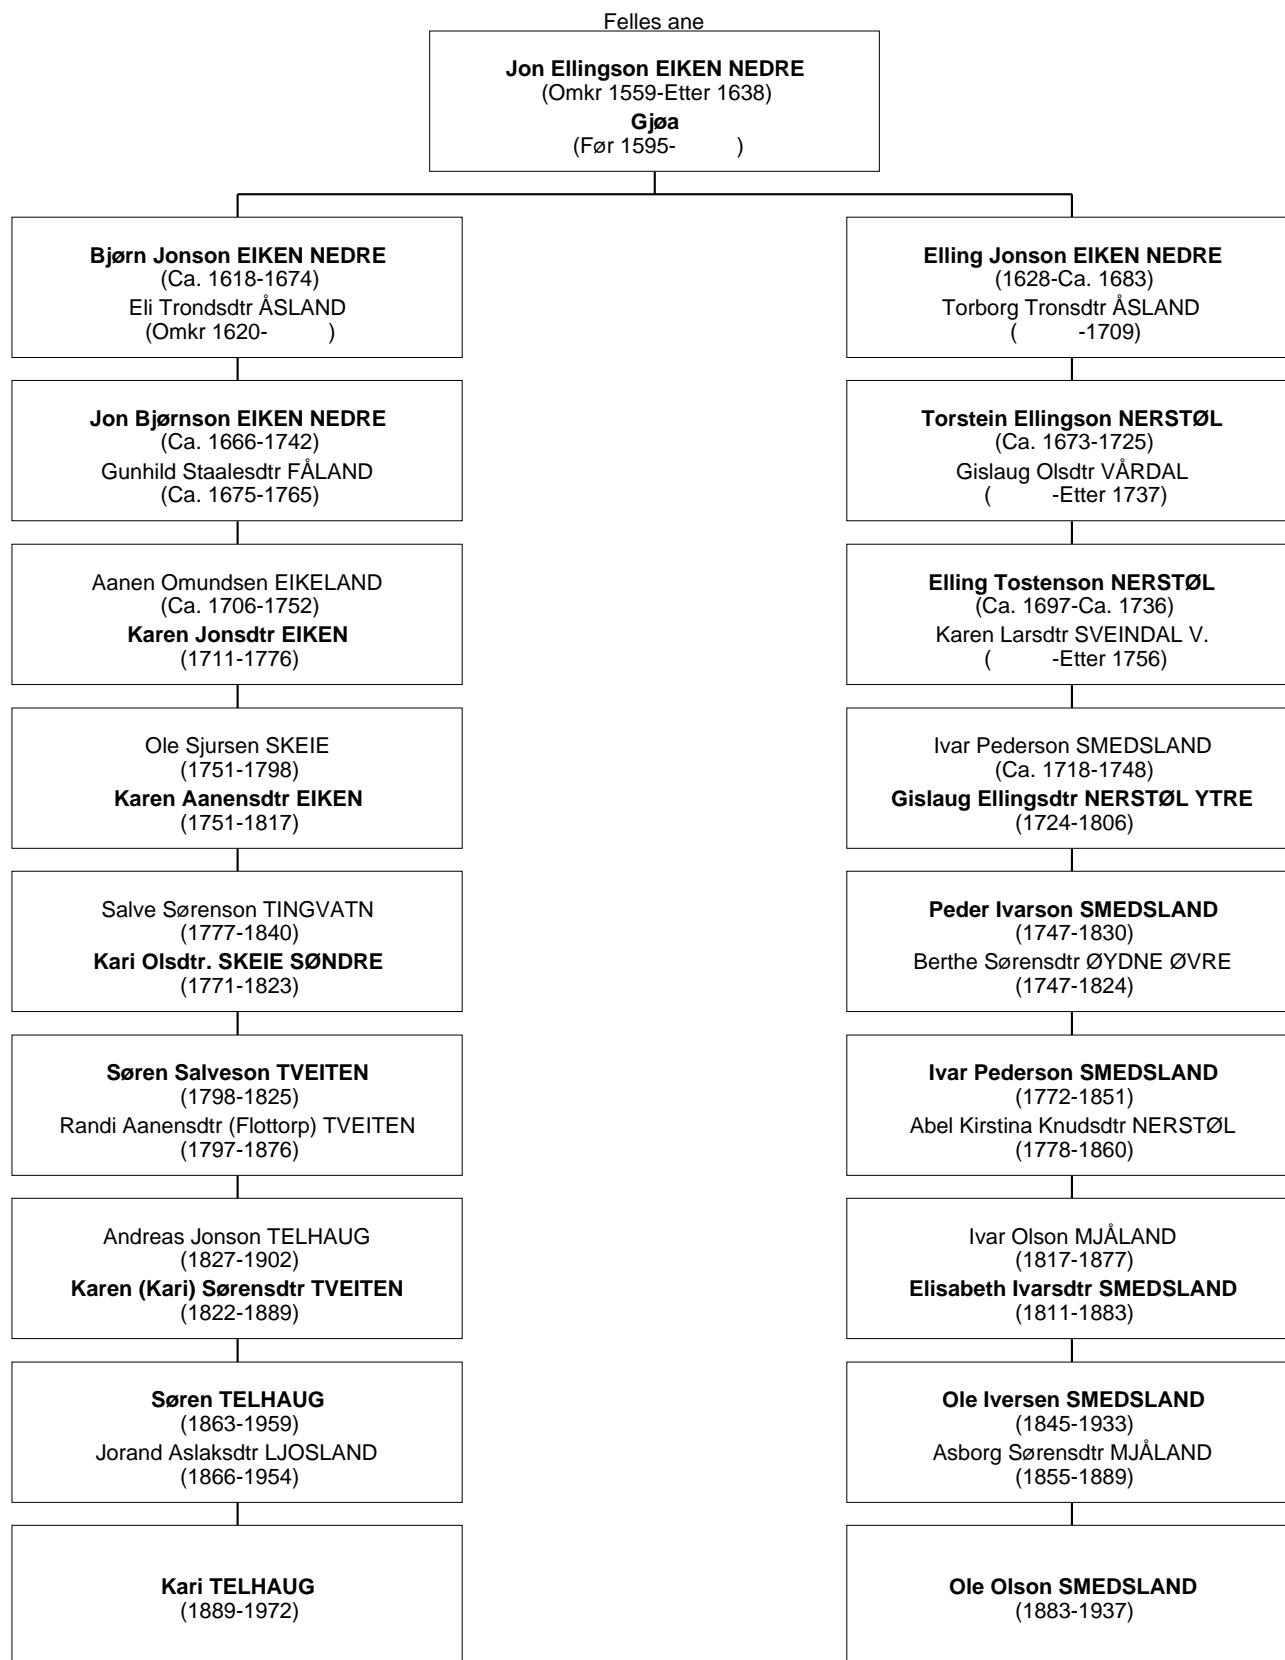 Felles ane
Jon Ellingson EIKEN NEDRE
(Omkr 1559-Etter 1638)
Gjøa
(Før 1595- )
Bjørn Jonson EIKEN NEDRE
(Ca. 1618-1674)
Eli Trondsdtr ÅSLAND
(Omkr 1620- )
Elling Jonson EIKEN NEDRE
(1628-Ca. 1683)
Torborg Tronsdtr ÅSLAND
( -1709)
Jon Bjørnson EIKEN NEDRE
(Ca. 1666-1742)
Gunhild Staalesdtr FÅLAND
(Ca. 1675-1765)
Torstein Ellingson NERSTØL
(Ca. 1673-1725)
Gislaug Olsdtr VÅRDAL
( -Etter 1737)
Aanen Omundsen EIKELAND
(Ca. 1706-1752)
Karen Jonsdtr EIKEN
(1711-1776)
Elling Tostenson NERSTØL
(Ca. 1697-Ca. 1736)
Karen Larsdtr SVEINDAL V.
( -Etter 1756)
Ole Sjursen SKEIE
(1751-1798)
Karen Aanensdtr EIKEN
(1751-1817)
Ivar Pederson SMEDSLAND
(Ca. 1718-1748)
Gislaug Ellingsdtr NERSTØL YTRE
(1724-1806)
Salve Sørenson TINGVATN
(1777-1840)
Kari Olsdtr. SKEIE SØNDRE
(1771-1823)
Peder Ivarson SMEDSLAND
(1747-1830)
Berthe Sørensdtr ØYDNE ØVRE
(1747-1824)
Søren Salveson TVEITEN
(1798-1825)
Randi Aanensdtr (Flottorp) TVEITEN
(1797-1876)
Ivar Pederson SMEDSLAND
(1772-1851)
Abel Kirstina Knudsdtr NERSTØL
(1778-1860)
Andreas Jonson TELHAUG
(1827-1902)
Karen (Kari) Sørensdtr TVEITEN
(1822-1889)
Ivar Olson MJÅLAND
(1817-1877)
Elisabeth Ivarsdtr SMEDSLAND
(1811-1883)
Søren TELHAUG
(1863-1959)
Jorand Aslaksdtr LJOSLAND
(1866-1954)
Ole Iversen SMEDSLAND
(1845-1933)
Asborg Sørensdtr MJÅLAND
(1855-1889)
Kari TELHAUG
(1889-1972)
Ole Olson SMEDSLAND
(1883-1937)